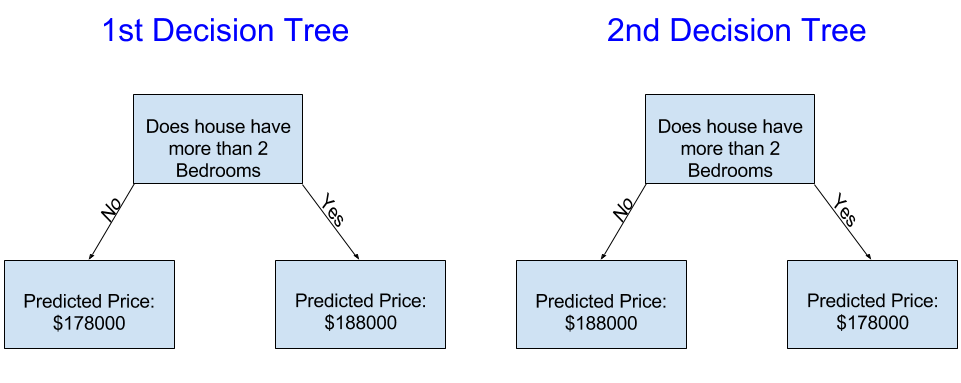 1st Decision Tree
Does house have
more than 2
Bedrooms
No
Yes
Predicted Price:
$178000
Predicted Price:
$188000
2nd Decision Tree
Does house have
more than 2
Bedrooms
No
Yes
Predicted Price:
$188000
Predicted Price:
$178000